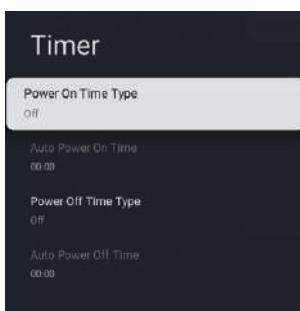 Timer
Power On Time Type
Off
Auto Power On Time
00:00
Power Off Time Type
Off
Auto Power Off Time
00:00